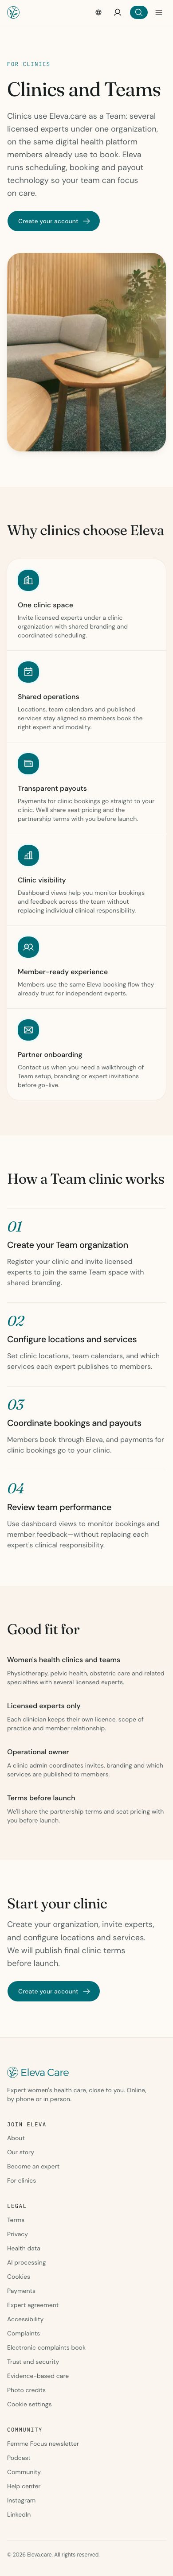 FOR CLINICS
Clinics and Teams
Clinics use Eleva.care as a Team: several
licensed experts under one organization,
on the same digital health platform
members already use to book. Eleva
runs scheduling, booking and payout
technology so your team can focus
on care.
Create your account
Why clinics choose Eleva
One clinic space
Invite licensed experts under a clinic
organization with shared branding and
coordinated scheduling.
Shared operations
Locations, team calendars and published
services stay aligned so members book the
right expert and modality.
Transparent payouts
Payments for clinic bookings go straight to your
clinic. We'll share seat pricing and the
partnership terms with you before launch.
Clinic visibility
Dashboard views help you monitor bookings
and feedback across the team without
replacing individual clinical responsibility.
Member-ready experience
Members use the same Eleva booking flow they
already trust for independent experts.
Partner onboarding
Contact us when you need a walkthrough of
Team setup, branding or expert invitations
before go-live.
How a Team clinic works
01
Create your Team organization
Register your clinic and invite licensed
experts to join the same Team space with
shared branding.
02
Configure locations and services
Set clinic locations, team calendars, and which
services each expert publishes to members.
03
Coordinate bookings and payouts
Members book through Eleva, and payments for
clinic bookings go to your clinic.
04
Review team performance
Use dashboard views to monitor bookings and
member feedback—without replacing each
expert's clinical responsibility.
Good fit for
Women's health clinics and teams
Physiotherapy, pelvic health, obstetric care and related
specialties with several licensed experts.
Licensed experts only
Each clinician keeps their own licence, scope of
practice and member relationship.
Operational owner
A clinic admin coordinates invites, branding and which
services are published to members.
Terms before launch
We'll share the partnership terms and seat pricing with
you before launch.
Start your clinic
Create your organization, invite experts,
and configure locations and services.
We will publish final clinic terms
before launch.
Create your account
Eleva Care
Expert women's health care, close to you. Online,
by phone or in person.
JOIN ELEVA
About
Our story
Become an expert
For clinics
LEGAL
Terms
Privacy
Health data
AI processing
Cookies
Payments
Expert agreement
Accessibility
Complaints
Electronic complaints book
Trust and security
Evidence-based care
Photo credits
Cookie settings
COMMUNITY
Femme Focus newsletter
Podcast
Community
Help center
Instagram
LinkedIn
© 2026 Eleva.care. All rights reserved.